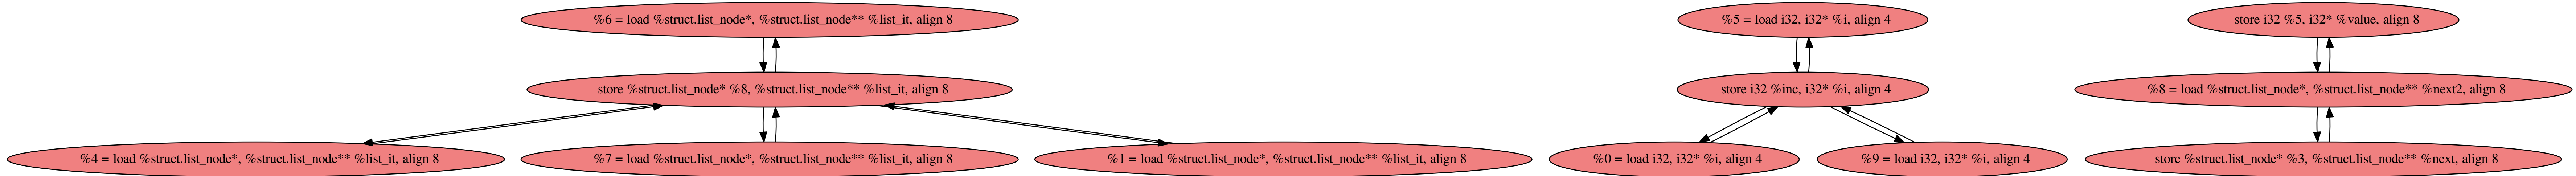 %6 = load %struct.list_node*, %struct.list_node** %list_it, align 8
%5 = load i32, i32* %i, align 4
store i32 %5, i32* %value, align 8
store %struct.list_node* %8, %struct.list_node** %list_it, align 8
store i32 %inc, i32* %i, align 4
%8 = load %struct.list_node*, %struct.list_node** %next2, align 8
%4 = load %struct.list_node*, %struct.list_node** %list_it, align 8
%7 = load %struct.list_node*, %struct.list_node** %list_it, align 8
%1 = load %struct.list_node*, %struct.list_node** %list_it, align 8
%0 = load i32, i32* %i, align 4
%9 = load i32, i32* %i, align 4
store %struct.list_node* %3, %struct.list_node** %next, align 8